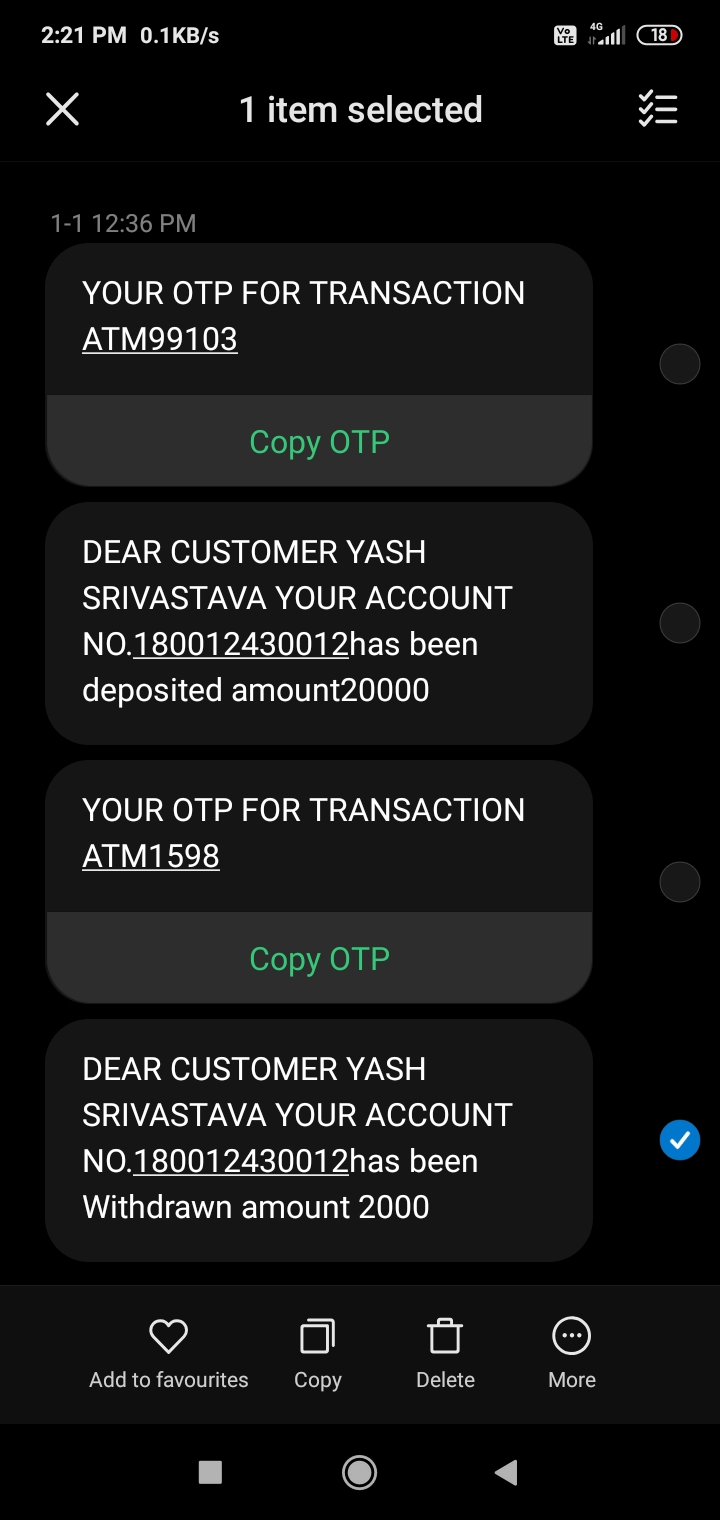 2:21 PM 0.1KB/s Vo LTE 4G 18
1 item selected
1-1 12:36 PM
YOUR OTP FOR TRANSACTION
ATM99103
Copy OTP
DEAR CUSTOMER YASH
SRIVASTAVA YOUR ACCOUNT
NO.180012430012has been
deposited amount20000
YOUR OTP FOR TRANSACTION
ATM1598
Copy OTP
DEAR CUSTOMER YASH
SRIVASTAVA YOUR ACCOUNT
NO.180012430012has been
Withdrawn amount 2000
Add to favourites Copy Delete More